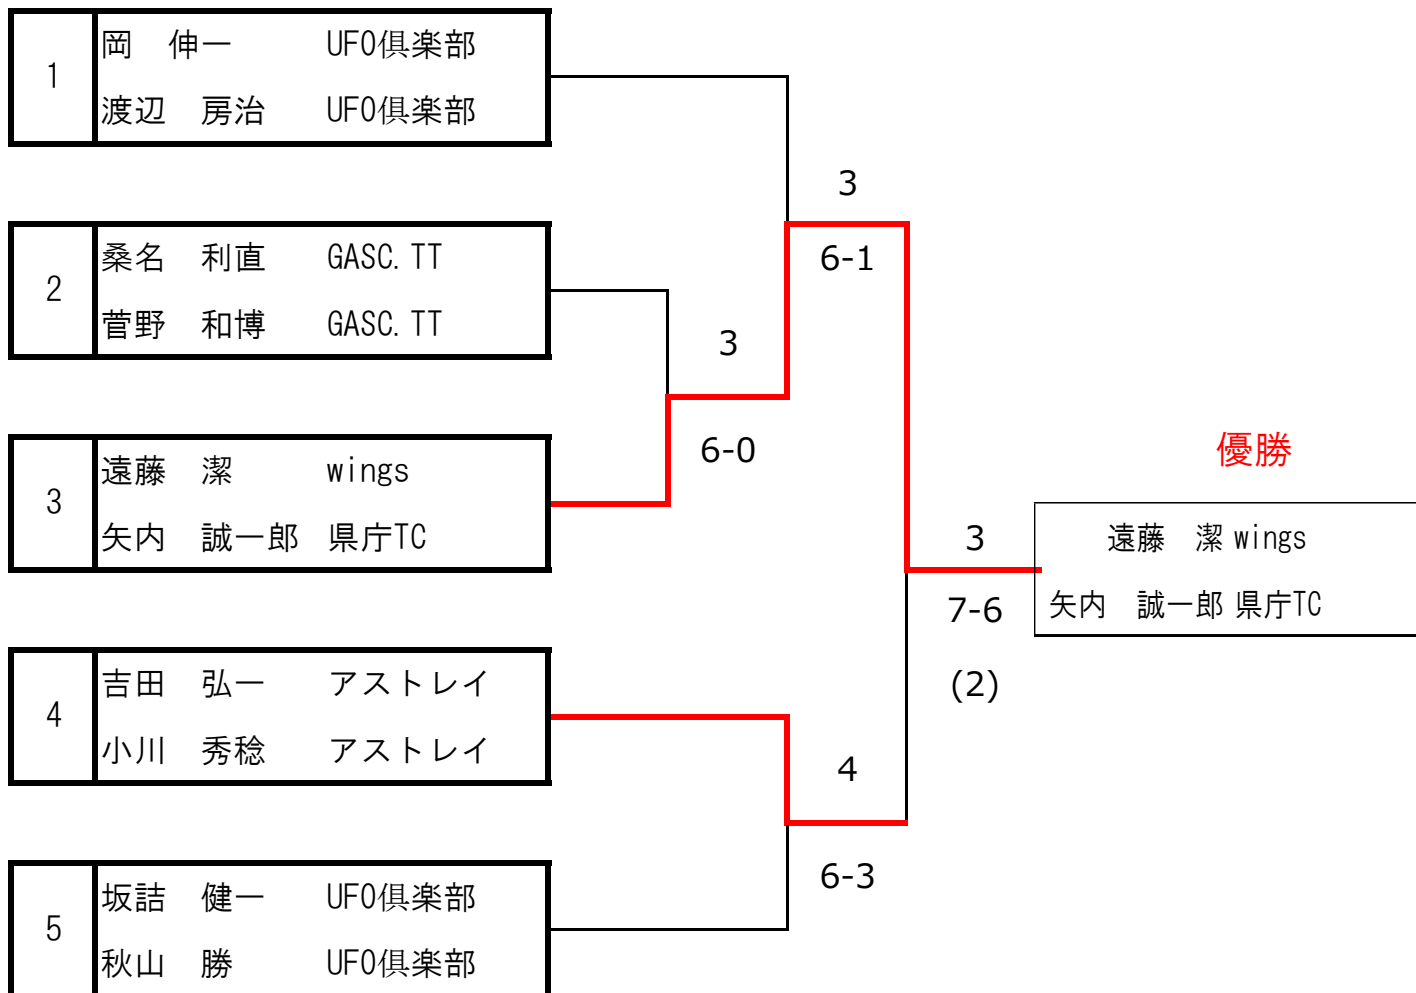 1
岡　伸一　UFO倶楽部
渡辺　房治　UFO倶楽部
3
6-1
2
桑名　利直　GASC.TT
菅野　和博　GASC.TT
3
6-0
3
遠藤　潔　wings
矢内　誠一郎　県庁TC
優勝
3
遠藤　潔 wings
7-6
矢内　誠一郎 県庁TC
(2)
4
吉田　弘一　アストレイ
小川　秀稔　アストレイ
4
6-3
5
坂詰　健一　UFO倶楽部
秋山　勝　UFO倶楽部